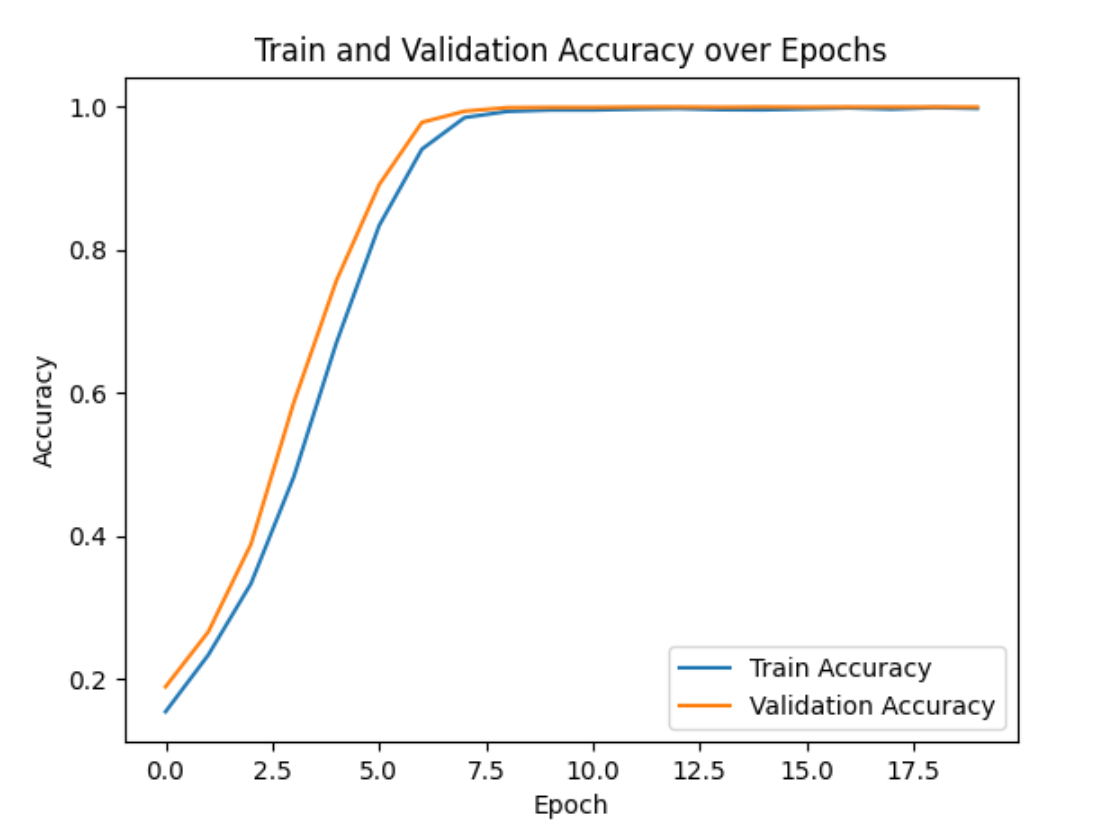 Train and Validation Accuracy over Epochs
1.0
0.8
0.6
0.4
0.2
Accuracy
Train Accuracy
Validation Accuracy
0.0 2.5 5.0 7.5 10.0 12.5 15.0 17.5
Epoch